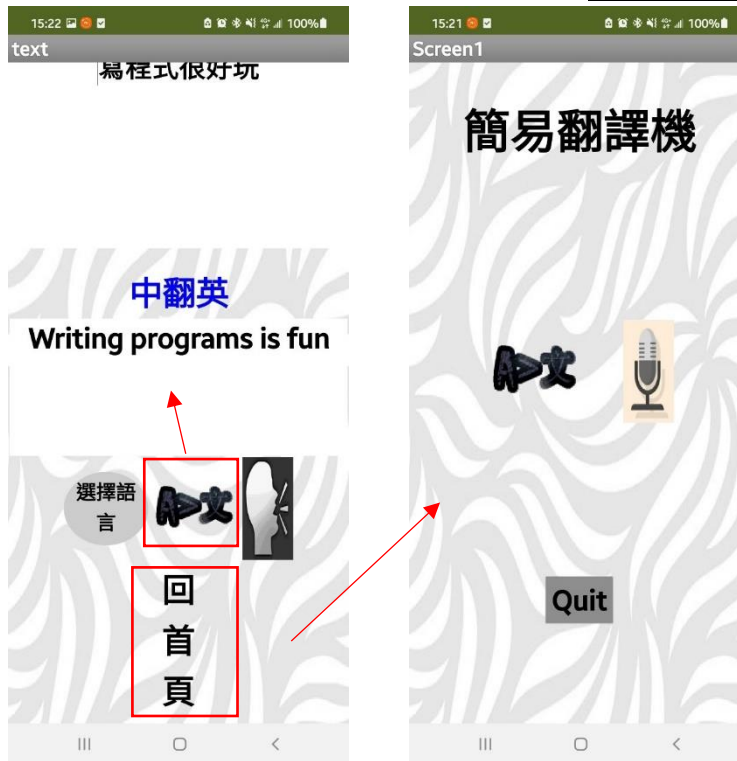 15:22
100%
text
寫程式很好玩
中翻英
Writing programs is fun
選擇語
言
A>文
回
首
頁
15:21
100%
Screen1
簡易翻譯機
A>文
Quit